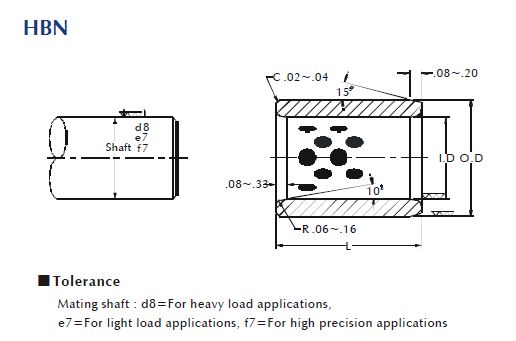 HBN
C .02~.04
.08~.20
15°
d8
e7
Shaft f7
I.D O.D
.08~.33
10°
R .06~.16
L
■ Tolerance
Mating shaft : d8=For heavy load applications,
e7=For light load applications, f7=For high precision applications